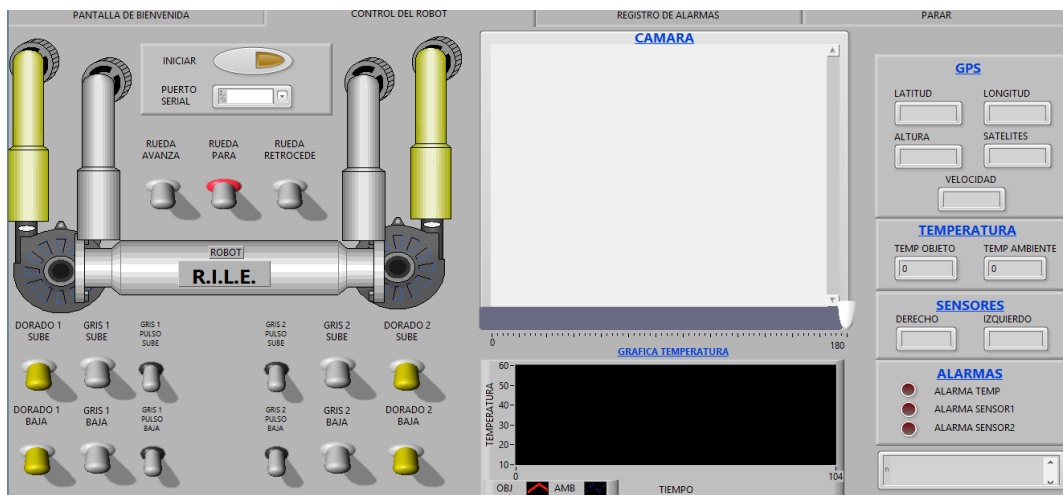 PANTALLA DE BIENVENIDA
CONTROL DEL ROBOT
REGISTRO DE ALARMAS
PARAR
INICIAR
PUERTO
SERIAL
RUEDA
AVANZA
RUEDA
PARA
RUEDA
RETROCEDE
ROBOT
R.I.L.E.
DORADO 1
SUBE
GRIS 1
SUBE
GRIS 1
PULSO
SUBE
GRIS 2
PULSO
SUBE
GRIS 2
SUBE
DORADO 2
SUBE
DORADO 1
BAJA
GRIS 1
BAJA
GRIS 1
PULSO
BAJA
GRIS 2
PULSO
BAJA
GRIS 2
BAJA
DORADO 2
BAJA
CAMARA
0
180
GRAFICA TEMPERATURA
TEMPERATURA
60
50
40
30
20
10
0
104
OBJ
AMB
TIEMPO
GPS
LATITUD
LONGITUD
ALTURA
SATELITES
VELOCIDAD
TEMPERATURA
TEMP OBJETO
TEMP AMBIENTE
0
0
SENSORES
DERECHO
IZQUIERDO
ALARMAS
ALARMA TEMP
ALARMA SENSOR1
ALARMA SENSOR2
n